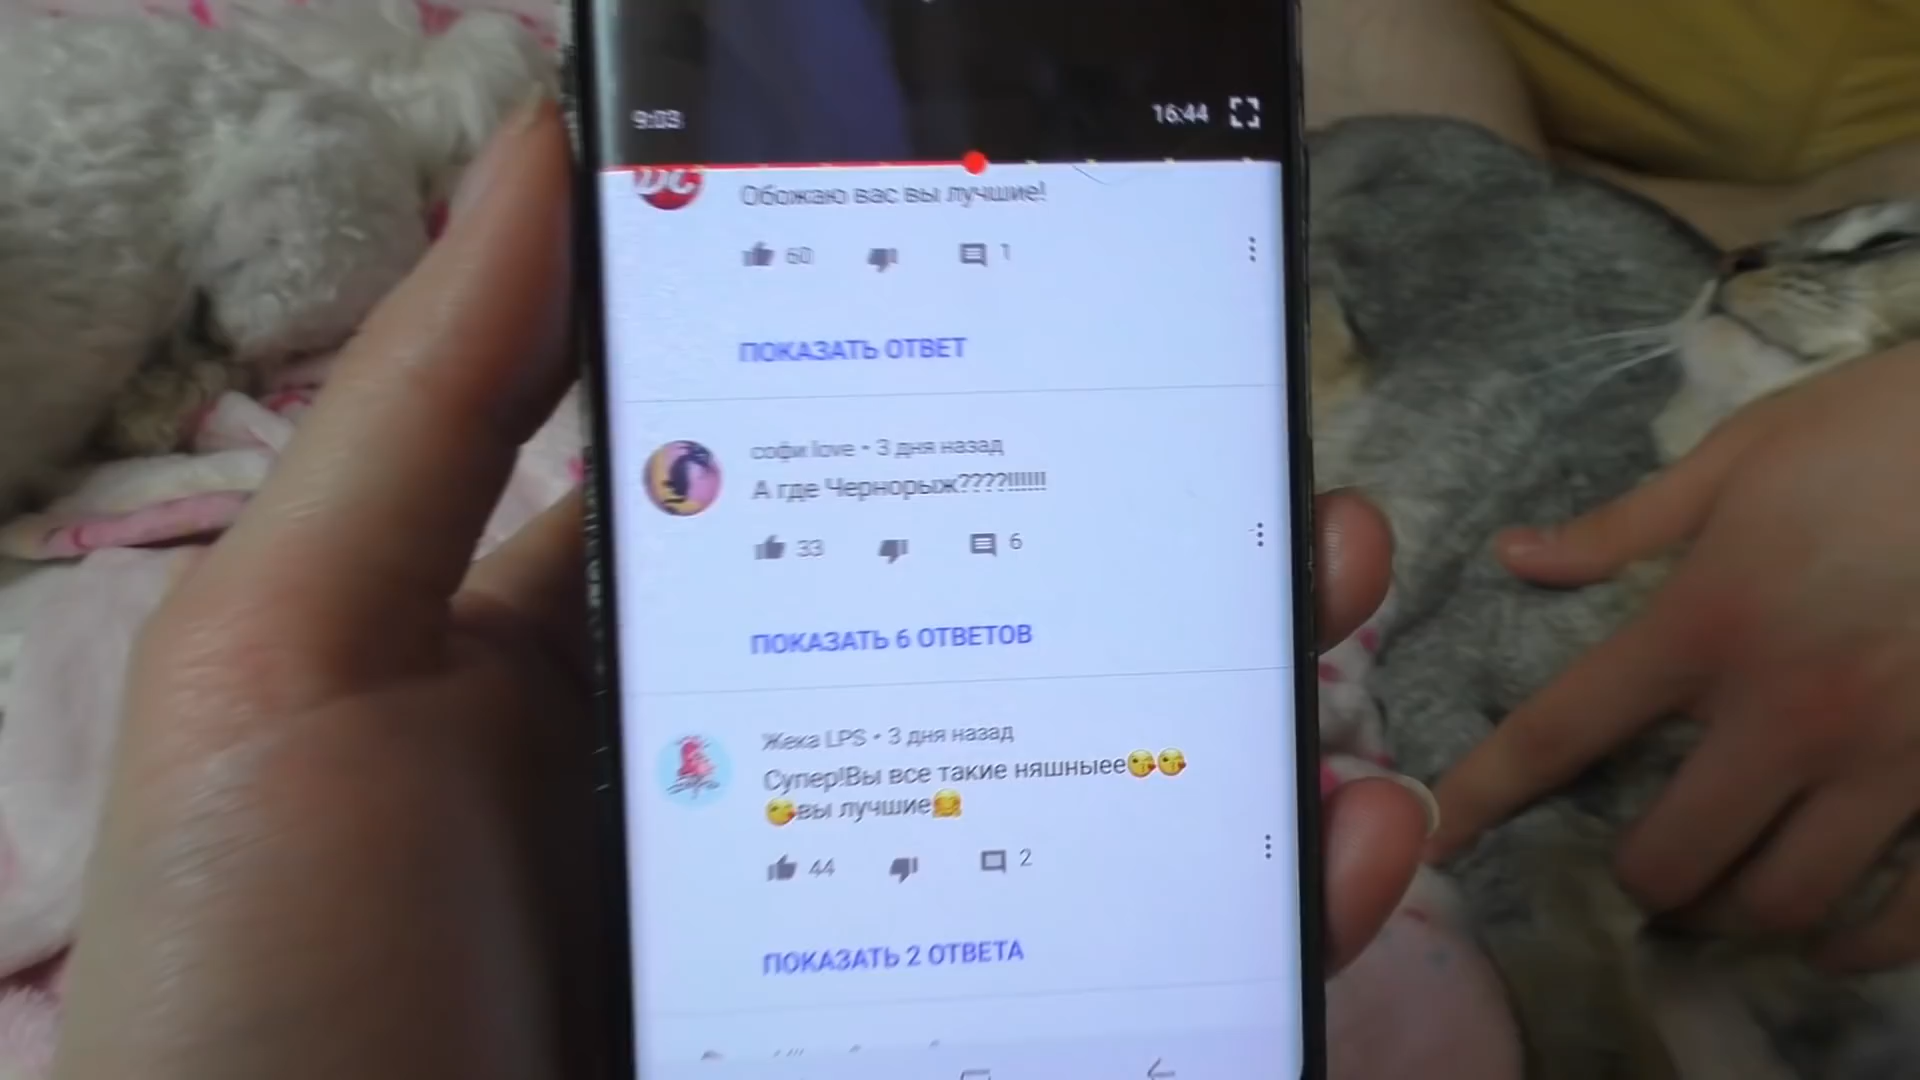 9:03
16:44
Обожаю вас вы лучшие!
60 1
ПОКАЗАТЬ ОТВЕТ
софи love • 3 дня назад
А где Чернорыж????!!!!!!
33 6
ПОКАЗАТЬ 6 ОТВЕТОВ
Жека LPS • 3 дня назад
Супер!Вы все такие няшныее😘😘
😘вы лучшие🤗
44 2
ПОКАЗАТЬ 2 ОТВЕТА